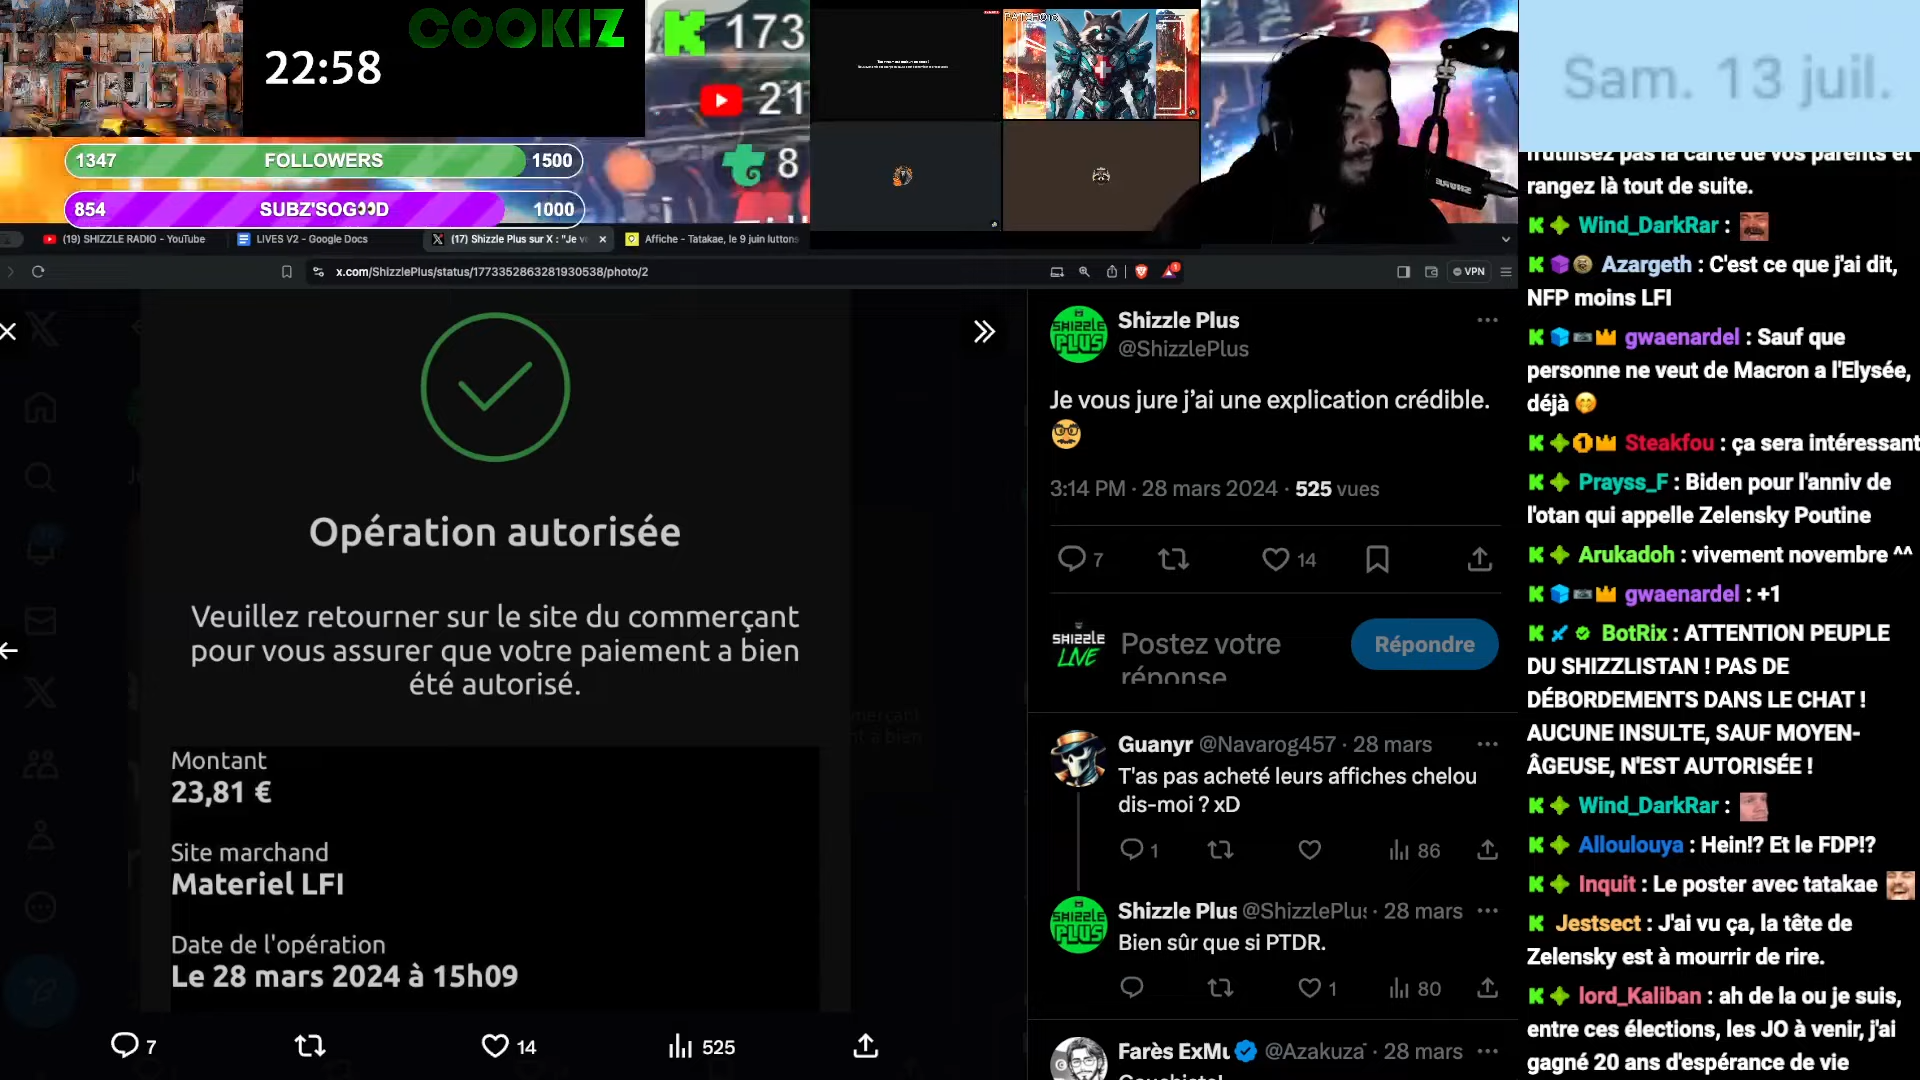 COOKIZ
22:58
173
21
8
1347 FOLLOWERS 1500
854 SUBZ'SOG👀D 1000
Sam. 13 juil.
(19) SHIZZLE RADIO - YouTube
LIVES V2 - Google Docs
(17) Shizzle Plus sur X : "Je v
Affiche - Tatakae, le 9 juin luttons
x.com/ShizzlePlus/status/1773352863281930538/photo/2
VPN
Opération autorisée
Veuillez retourner sur le site du commerçant
pour vous assurer que votre paiement a bien
été autorisé.
Montant
23,81 €
Site marchand
Materiel LFI
Date de l'opération
Le 28 mars 2024 à 15h09
7
14
525
SHIZZLE
PLUS
Shizzle Plus
@ShizzlePlus
Je vous jure j'ai une explication crédible.
🥸
3:14 PM · 28 mars 2024 · 525 vues
7
14
SHIZZLE
LIVE
Postez votre
réponse
Répondre
Guanyr @Navarog457 · 28 mars
T'as pas acheté leurs affiches chelou
dis-moi ? xD
1
86
SHIZZLE
PLUS
Shizzle Plus @ShizzlePlus · 28 mars
Bien sûr que si PTDR.
1
80
Farès ExMu @Azakuza · 28 mars
n'utilisez pas la carte de vos parents et
rangez là tout de suite.
Wind_DarkRar :
Azargeth : C'est ce que j'ai dit,
NFP moins LFI
gwaenardel : Sauf que
personne ne veut de Macron a l'Elysée,
déjà 🤭
Steakfou : ça sera intéressant
Prayss_F : Biden pour l'anniv de
l'otan qui appelle Zelensky Poutine
Arukadoh : vivement novembre ^^
gwaenardel : +1
BotRix : ATTENTION PEUPLE
DU SHIZZLISTAN ! PAS DE
DÉBORDEMENTS DANS LE CHAT !
AUCUNE INSULTE, SAUF MOYEN-
ÂGEUSE, N'EST AUTORISÉE !
Wind_DarkRar :
Alloulouya : Hein!? Et le FDP!?
Inquit : Le poster avec tatakae
Jestsect : J'ai vu ça, la tête de
Zelensky est à mourrir de rire.
lord_Kaliban : ah de la ou je suis,
entre ces élections, les JO à venir, j'ai
gagné 20 ans d'espérance de vie